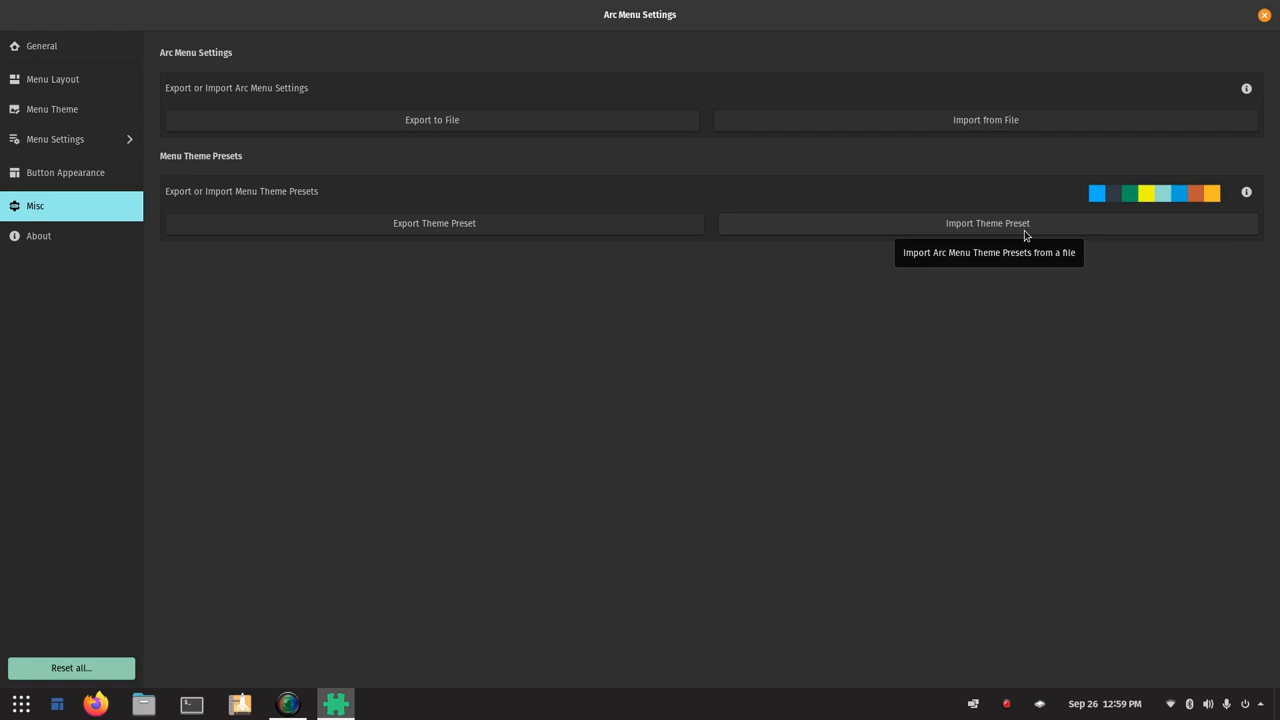 Arc Menu Settings
General
Menu Layout
Menu Theme
Menu Settings
Button Appearance
Misc
About
Reset all...
Arc Menu Settings
Export or Import Arc Menu Settings
Export to File
Import from File
Menu Theme Presets
Export or Import Menu Theme Presets
Export Theme Preset
Import Theme Preset
Import Arc Menu Theme Presets from a file
Sep 26 12:59 PM